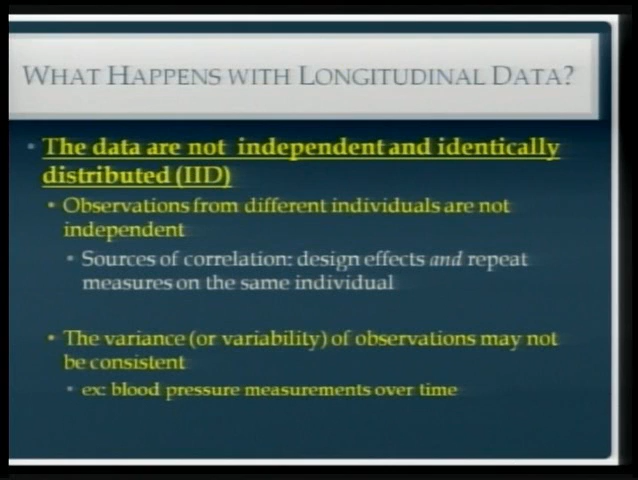 WHAT HAPPENS WITH LONGITUDINAL DATA?
The data are not independent and identically
distributed (IID)
Observations from different individuals are not
independent
Sources of correlation: design effects and repeat
measures on the same individual
The variance (or variability) of observations may not
be consistent
ex: blood pressure measurements over time